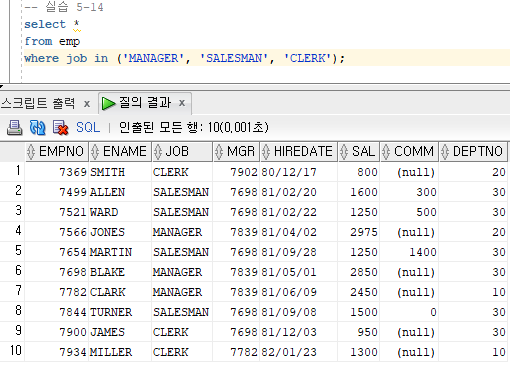 -- 실습 5-14
select *
from emp
where job in ('MANAGER', 'SALESMAN', 'CLERK');
스크립트 출력 x 질의 결과 x
SQL | 인출된 모든 행: 10(0,001초)
EMPNO ENAME JOB MGR HIREDATE SAL COMM DEPTNO
1 7369 SMITH CLERK 7902 80/12/17 800 (null) 20
2 7499 ALLEN SALESMAN 7698 81/02/20 1600 300 30
3 7521 WARD SALESMAN 7698 81/02/22 1250 500 30
4 7566 JONES MANAGER 7839 81/04/02 2975 (null) 20
5 7654 MARTIN SALESMAN 7698 81/09/28 1250 1400 30
6 7698 BLAKE MANAGER 7839 81/05/01 2850 (null) 30
7 7782 CLARK MANAGER 7839 81/06/09 2450 (null) 10
8 7844 TURNER SALESMAN 7698 81/09/08 1500 0 30
9 7900 JAMES CLERK 7698 81/12/03 950 (null) 30
10 7934 MILLER CLERK 7782 82/01/23 1300 (null) 10